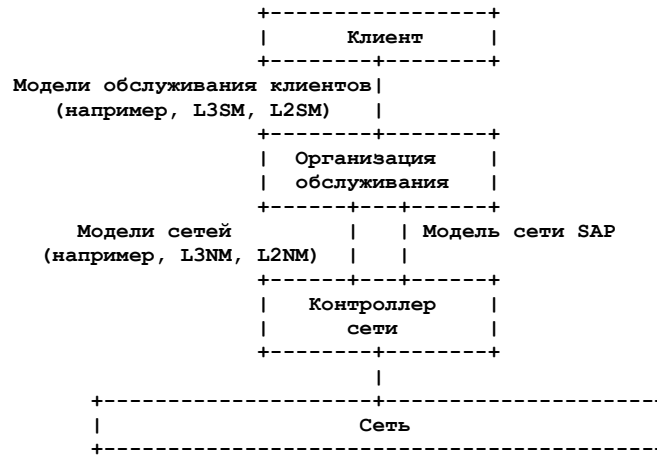 Клиент
Модели обслуживания клиентов
(например, L3SM, L2SM)
Организация
обслуживания
Модели сетей
Модель сети SAP
(например, L3NM, L2NM)
Контроллер
сети
Сеть